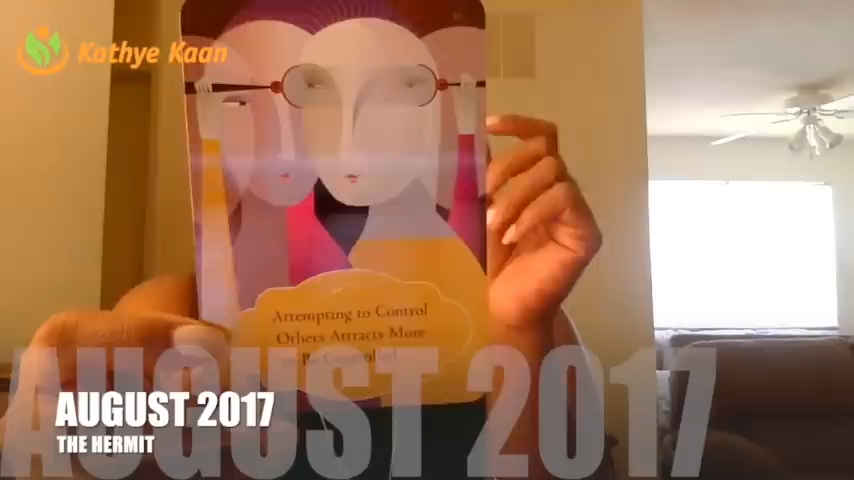 Kathye Kaan
Attempting to Control
Others Attracts More
AUGUST 2017
AUGUST 2017
THE HERMIT